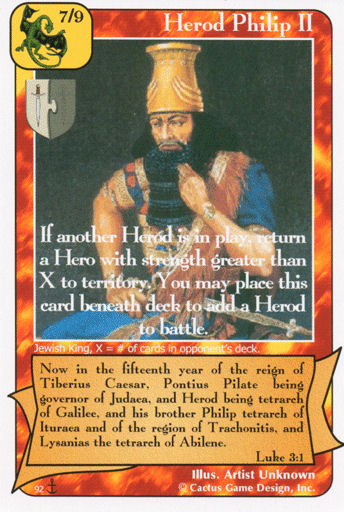 7/9
Herod Philip II
If another Herod is in play, return
a Hero with strength greater than
X to territory. You may place this
card beneath deck to add a Herod
to battle.
Jewish King, X = # of cards in opponent's deck.
Now in the fifteenth year of the reign of
Tiberius Caesar, Pontius Pilate being
governor of Judaea, and Herod being tetrarch
of Galilee, and his brother Philip tetrarch of
Ituraea and of the region of Trachonitis, and
Lysanias the tetrarch of Abilene.
Luke 3:1
Illus. Artist Unknown
92
© Cactus Game Design, Inc.